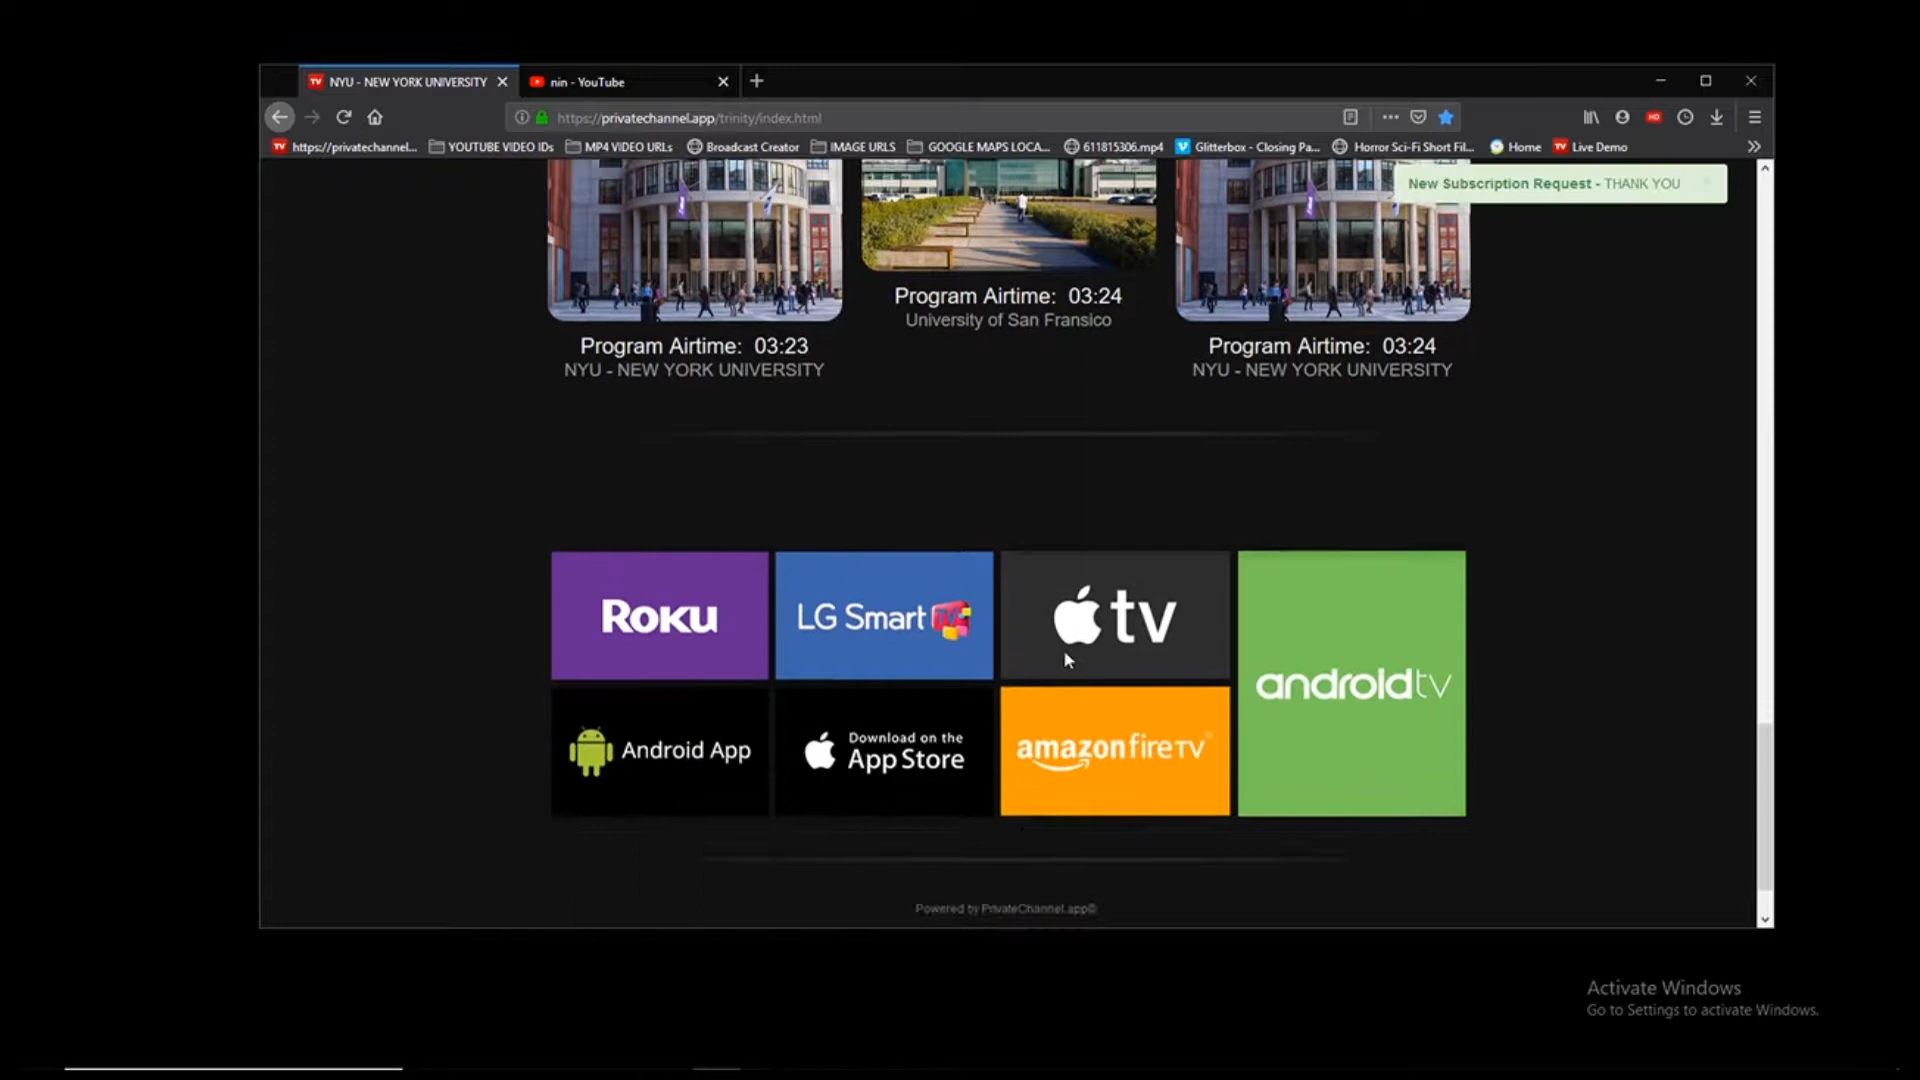 NYU - NEW YORK UNIVERSITY
nin - YouTube
https://privatechannel.app/trinity/index.html
https://privatechannel...
YOUTUBE VIDEO IDs
MP4 VIDEO URLs
Broadcast Creator
IMAGE URLS
GOOGLE MAPS LOCA...
611815306.mp4
Glitterbox - Closing Pa...
Horror Sci-Fi Short Fil...
Home
Live Demo
New Subscription Request - THANK YOU
Program Airtime: 03:23
NYU - NEW YORK UNIVERSITY
Program Airtime: 03:24
University of San Fransico
Program Airtime: 03:24
NYU - NEW YORK UNIVERSITY
Roku
LG Smart TV
tv
androidtv
Android App
Download on the
App Store
amazon fireTV
Powered by PrivateChannel.app©
Activate Windows
Go to Settings to activate Windows.